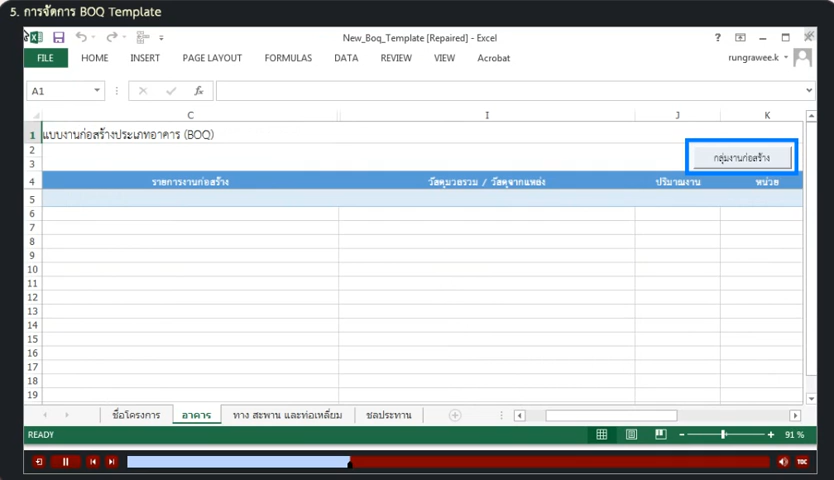 5. การจัดการ BOQ Template
New_Boq_Template [Repaired] - Excel
?
FILE HOME INSERT PAGE LAYOUT FORMULAS DATA REVIEW VIEW Acrobat rungrawee.k
A1 fx
C I J K
1 แบบงานก่อสร้างประเภทอาคาร (BOQ)
2 กลุ่มงานก่อสร้าง
3
4 รายการงานก่อสร้าง วัสดุมวลรวม / วัสดุจากแหล่ง ปริมาณงาน หน่วย
5
6
7
8
9
10
11
12
13
14
15
16
17
18
19
ชื่อโครงการ อาคาร ทาง สะพาน และท่อเหลี่ยม ชลประทาน
READY 91 %
TOC